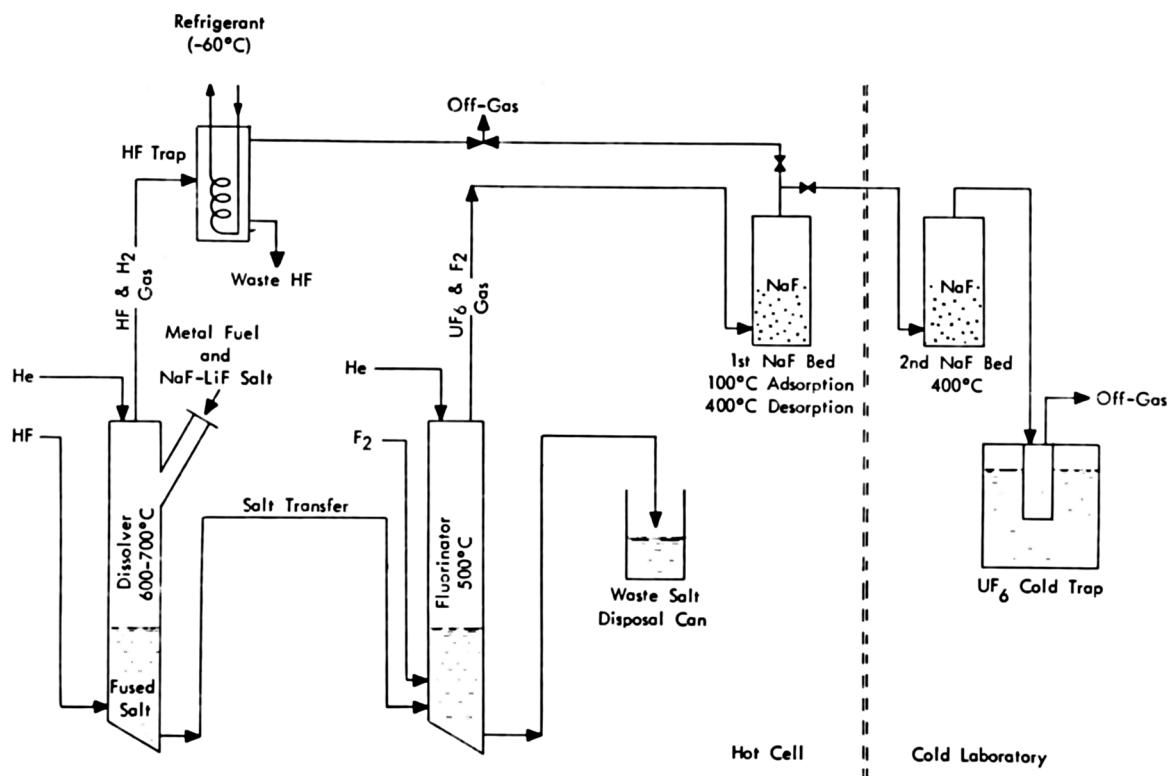 Refrigerant
(-60°C)
Off-Gas
HF Trap
Waste HF
HF & H2
Gas
UF6 & F2
Gas
Metal Fuel
and
NaF-LiF Salt
He
HF
He
F2
NaF
NaF
1st NaF Bed
100°C Adsorption
400°C Desorption
2nd NaF Bed
400°C
Off-Gas
Salt Transfer
Dissolver
600-700°C
Fluorinator
500°C
Waste Salt
Disposal Can
UF6 Cold Trap
Fused
Salt
Hot Cell
Cold Laboratory